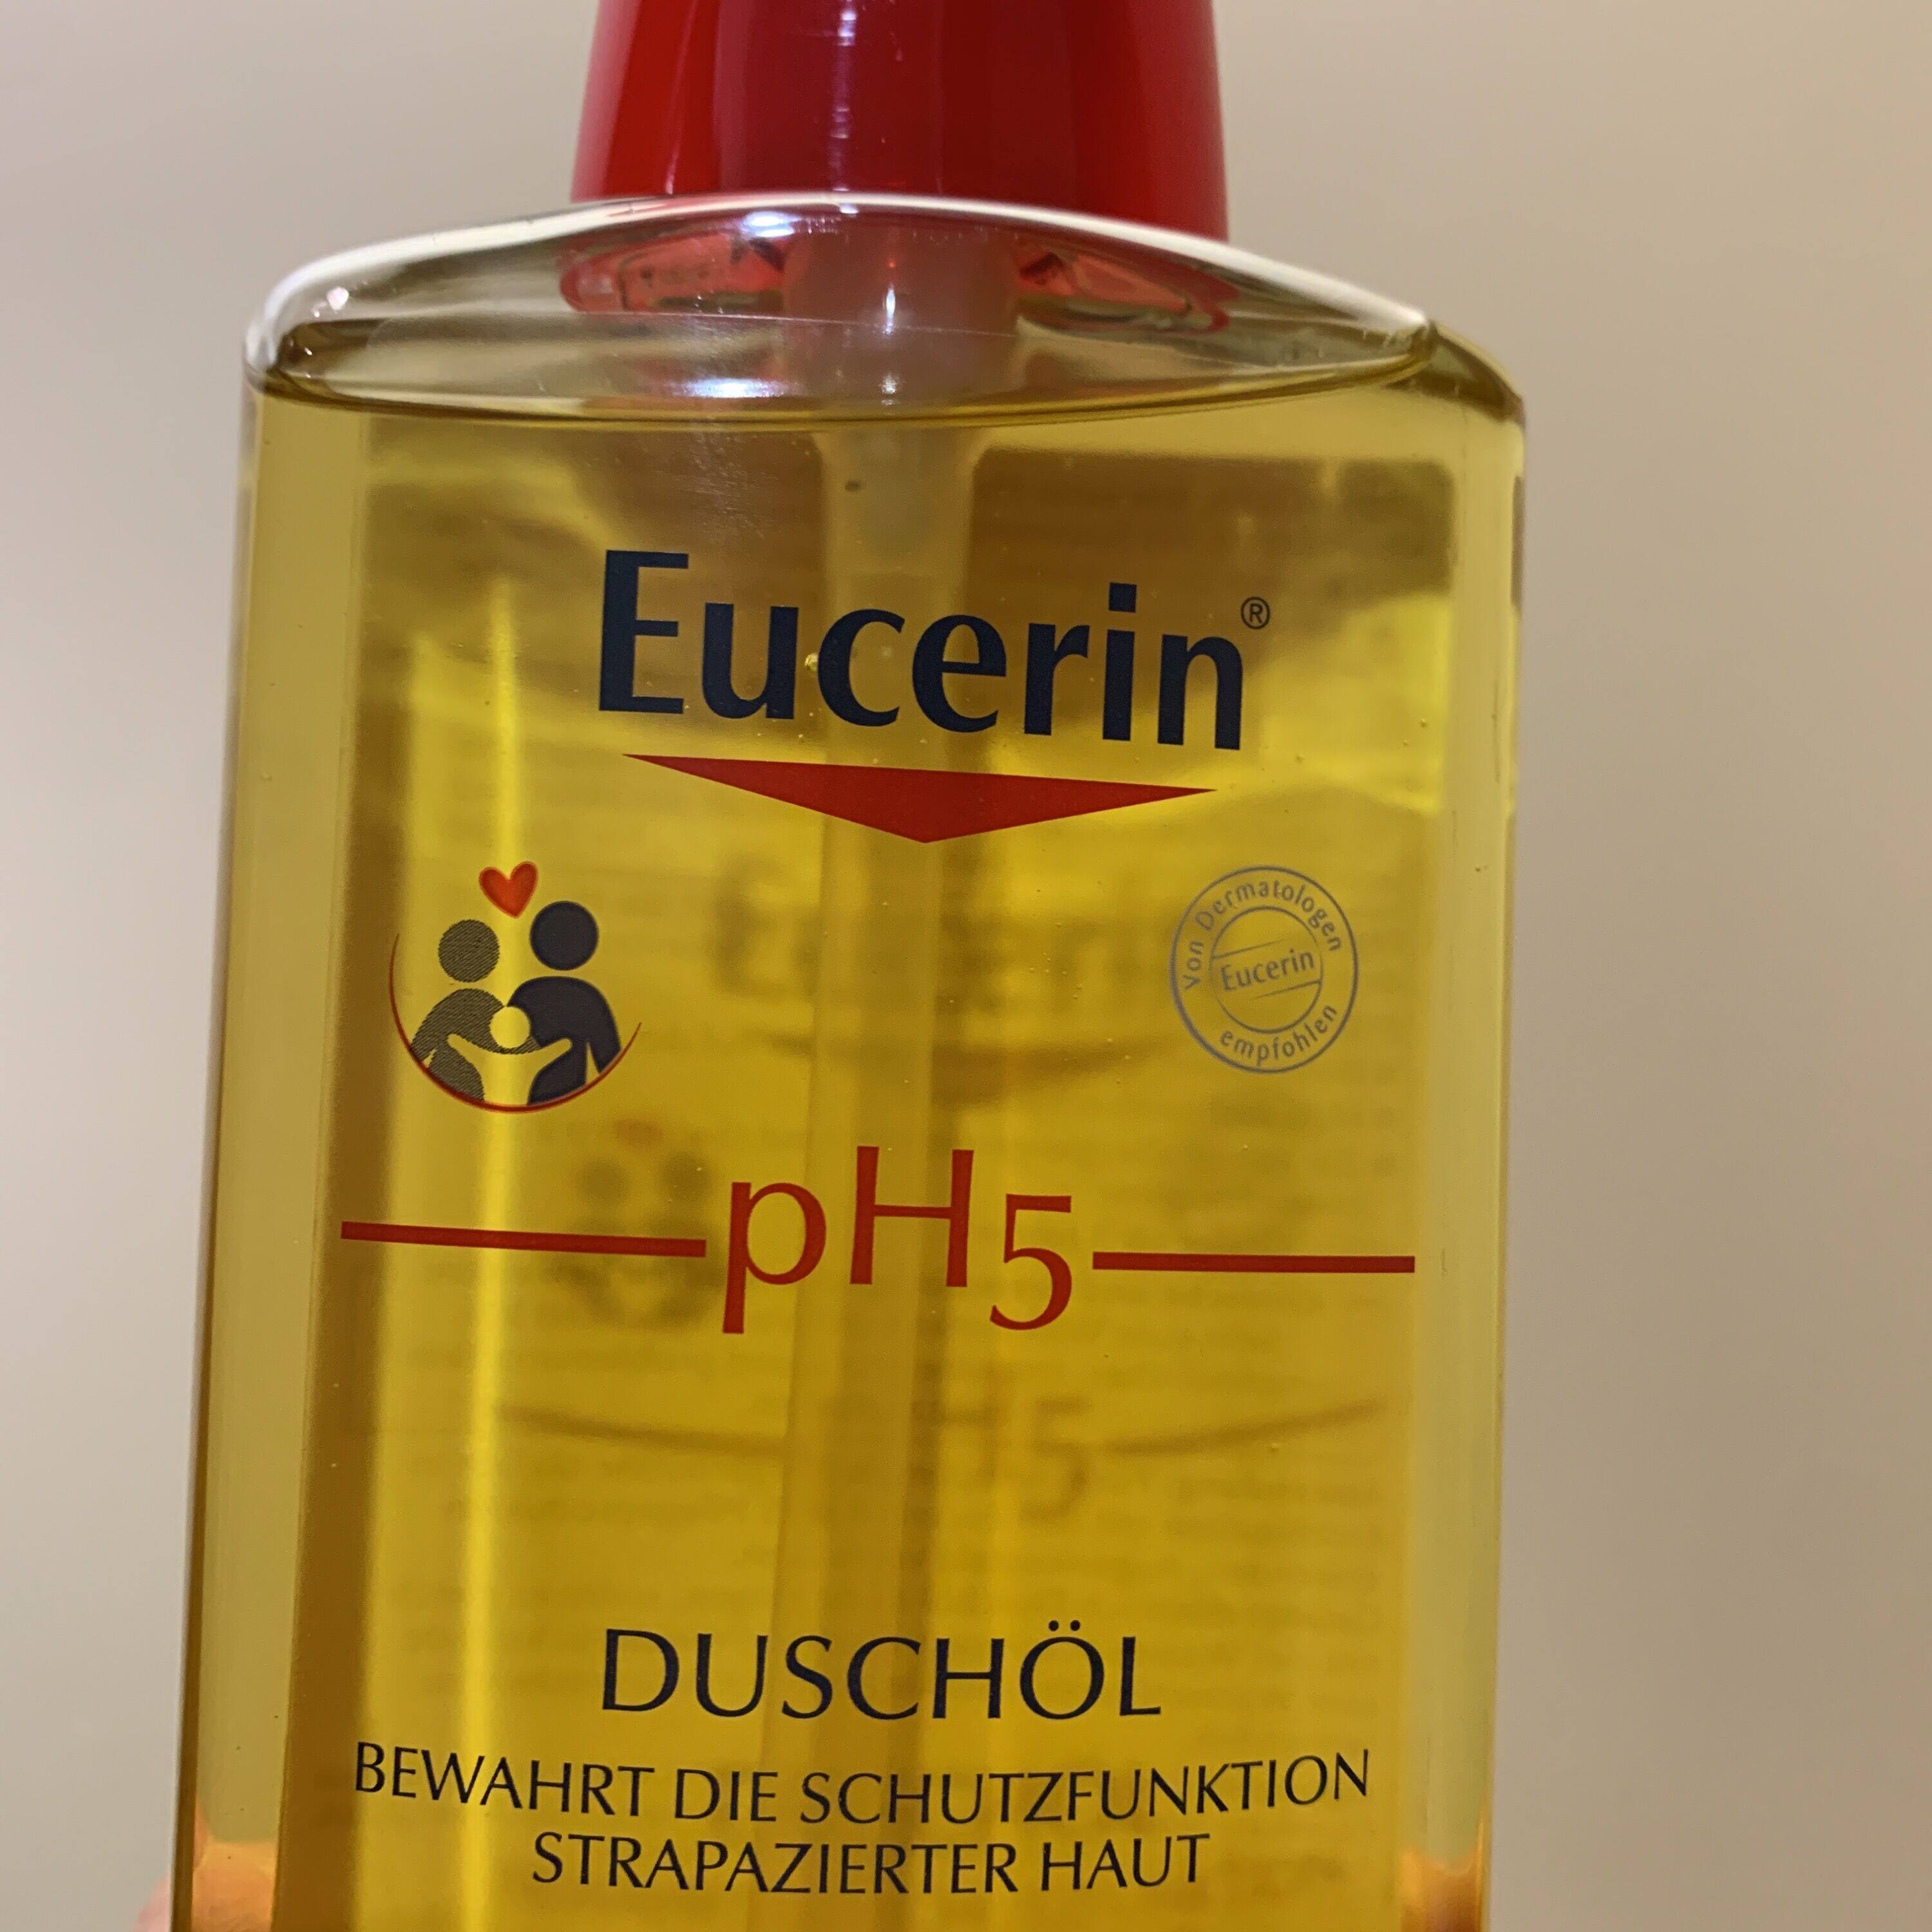 Eucerin®
von Dermatologen
Eucerin
empfohlen
pH5
DUSCHÖL
BEWAHRT DIE SCHUTZFUNKTION
STRAPAZIERTER HAUT